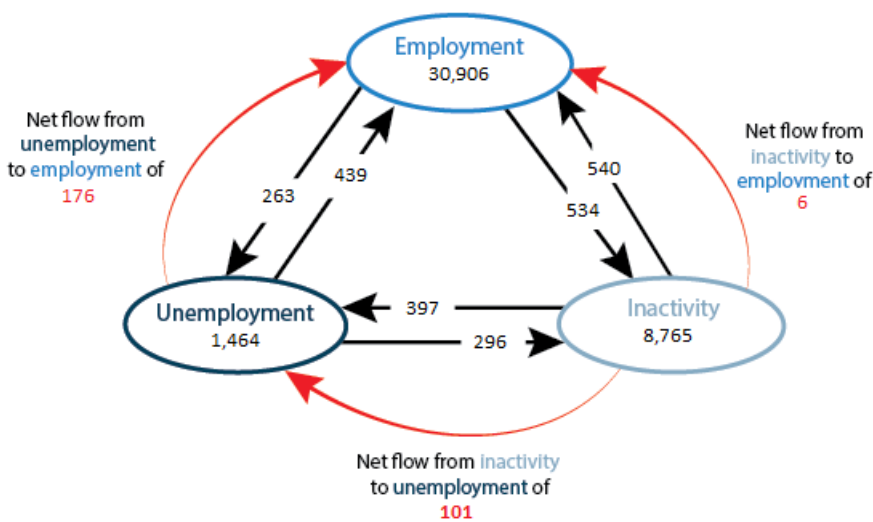 Employment
30,906
Net flow from
unemployment
to employment of
176
Net flow from
inactivity to
emplovment of
6
263
439
540
534
Unemployment
1,464
397
296
Inactivity
8,765
Net flow from inactivity
to unemployment of
101